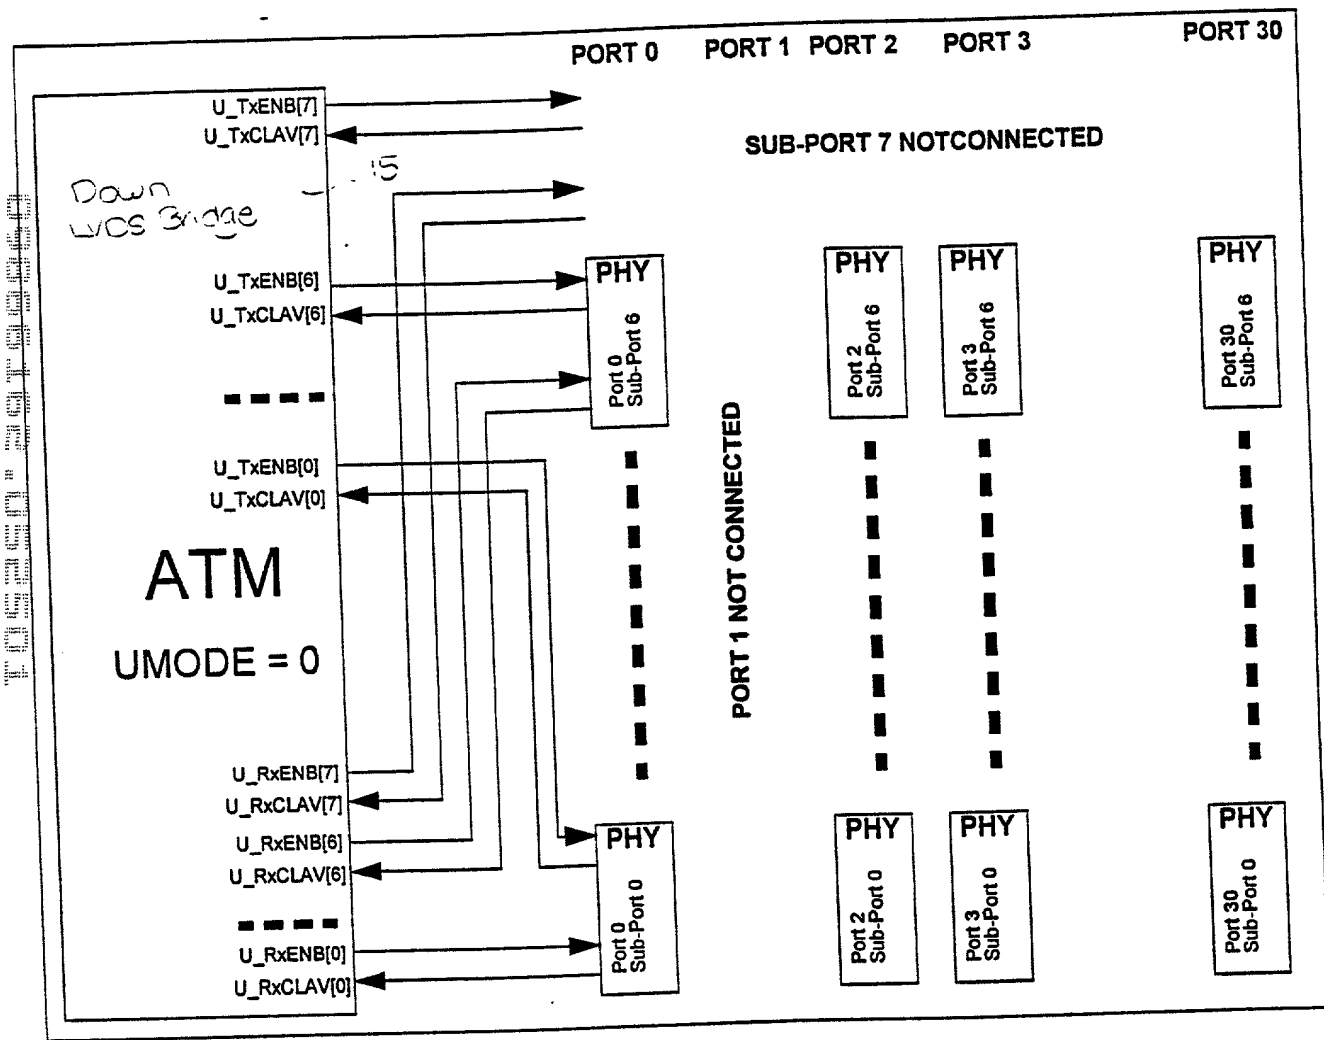 PORT 0 PORT 1 PORT 2 PORT 3 PORT 30
U_TxENB[7]
U_TxCLAV[7]
SUB-PORT 7 NOTCONNECTED
15
Down
LVDS Bridge
U_TxENB[6]
U_TxCLAV[6]
PHY
Port 0
Sub-Port 6
PHY
Port 2
Sub-Port 6
PHY
Port 3
Sub-Port 6
PHY
Port 30
Sub-Port 6
PORT 1 NOT CONNECTED
U_TxENB[0]
U_TxCLAV[0]
ATM
UMODE = 0
U_RxENB[7]
U_RxCLAV[7]
U_RxENB[6]
U_RxCLAV[6]
U_RxENB[0]
U_RxCLAV[0]
PHY
Port 0
Sub-Port 0
PHY
Port 2
Sub-Port 0
PHY
Port 3
Sub-Port 0
PHY
Port 30
Sub-Port 0